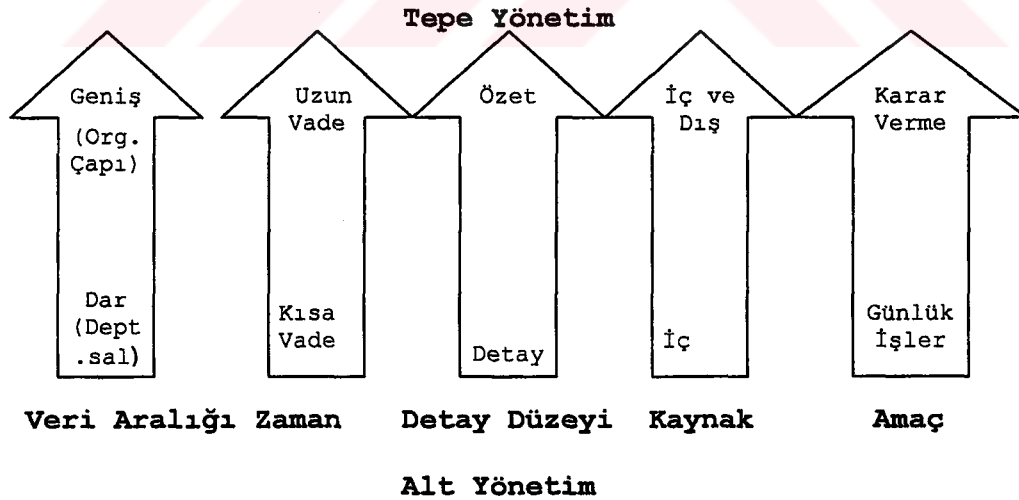 Tepe Yönetim
Geniş
(Org.
Çapı)
Dar
(Dept
.sal)
Uzun
Vade
Kısa
Vade
Özet
Detay
İç ve
Dış
İç
Karar
Verme
Günlük
İşler
Veri Aralığı Zaman Detay Düzeyi Kaynak Amaç
Alt Yönetim